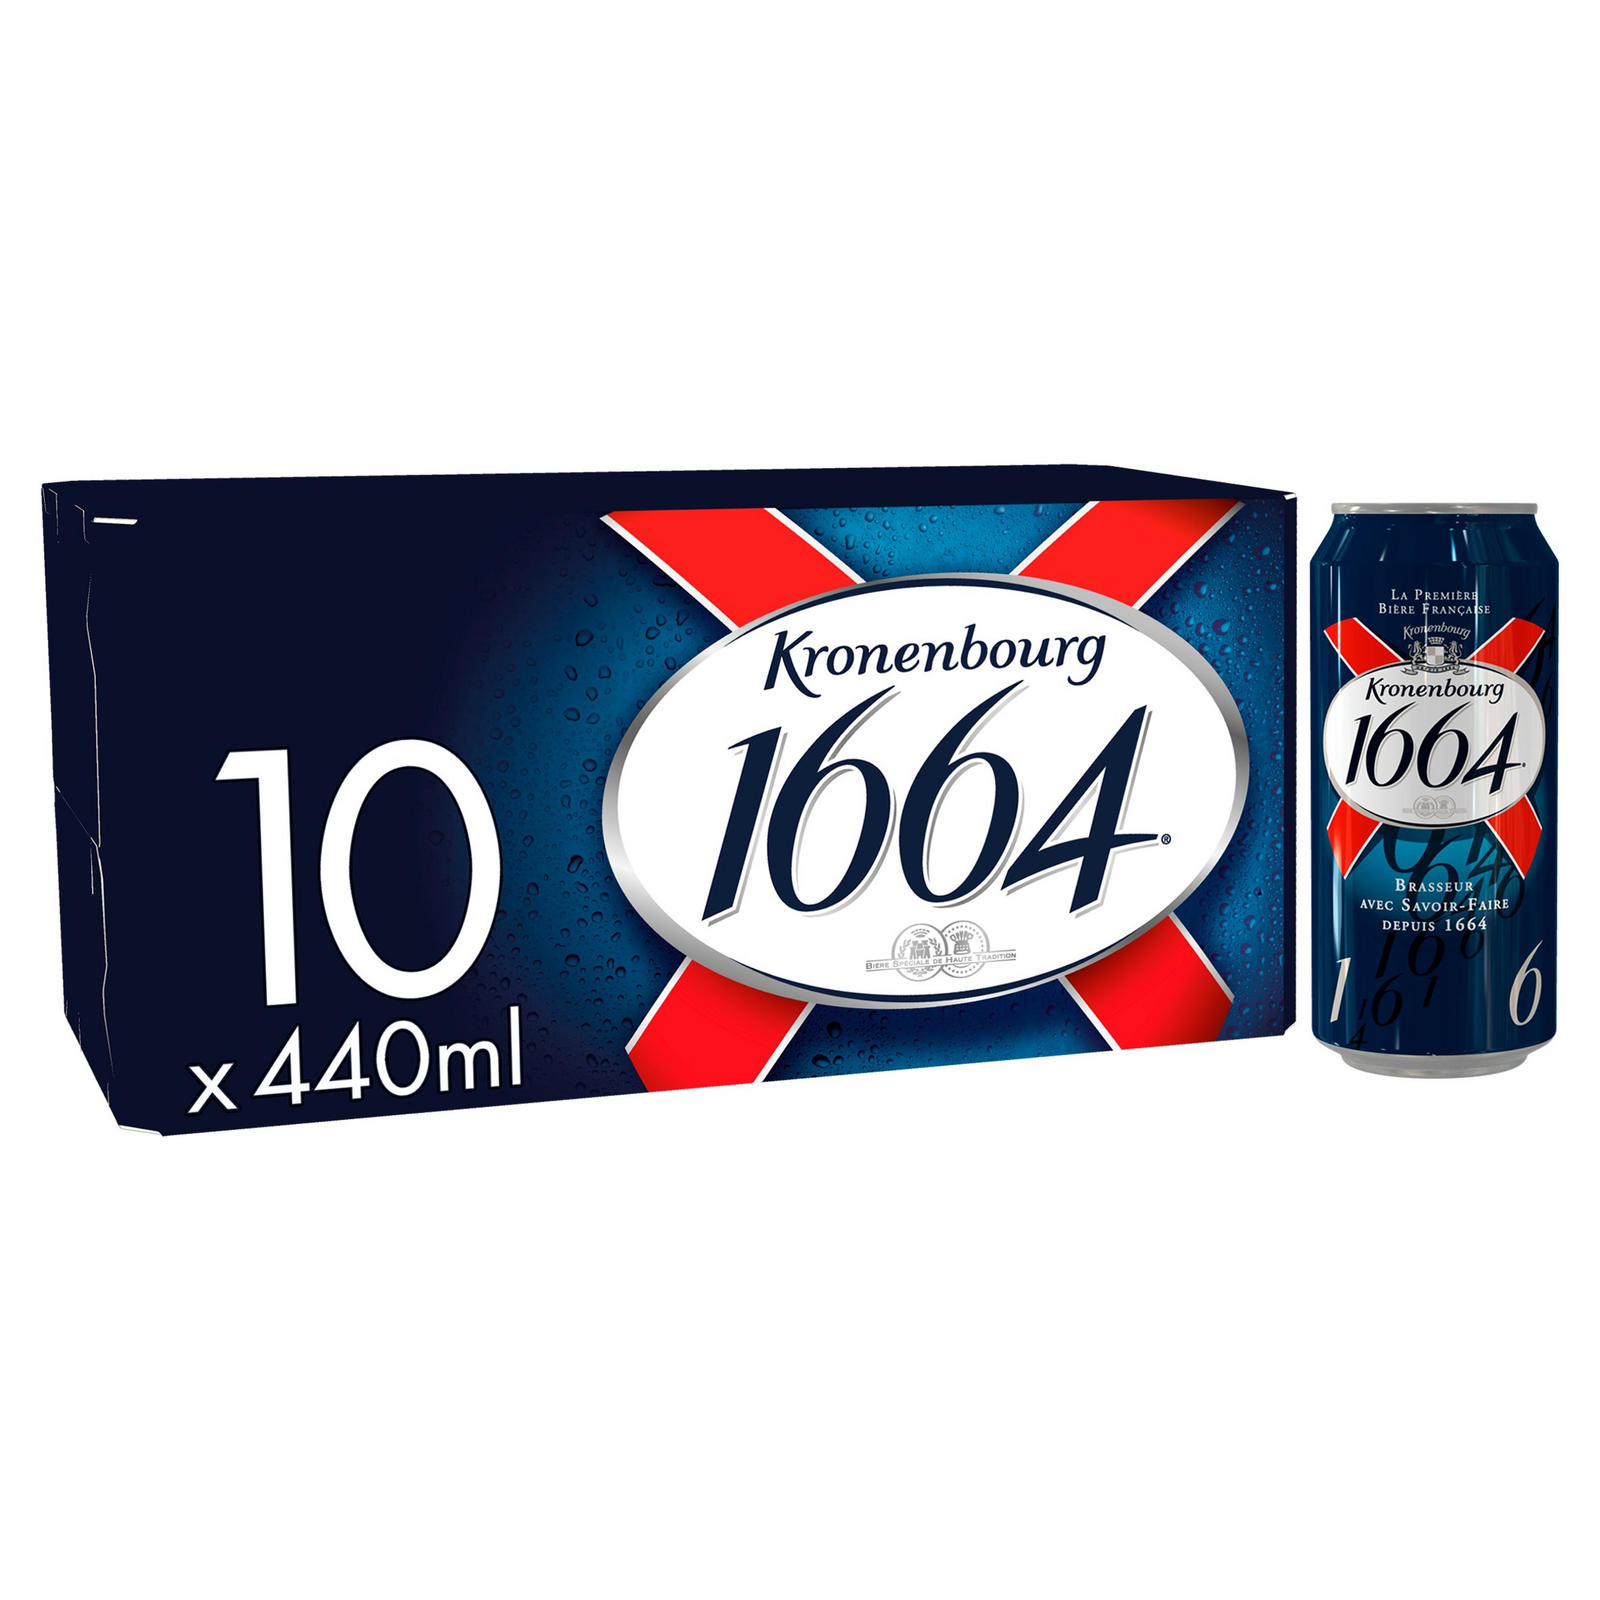 10
x 440ml
Kronenbourg
1664
®
BIÈRE SPÉCIALE DE HAUTE TRADITION
LA PREMIÈRE
BIÈRE FRANÇAISE
Kronenbourg
Kronenbourg
1664
BRASSEUR
AVEC SAVOIR-FAIRE
DEPUIS 1664
1 6